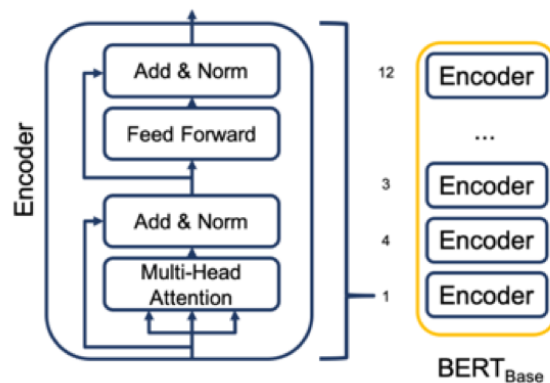 Encoder
Add & Norm
Feed Forward
Add & Norm
Multi-Head
Attention
12
3
4
1
Encoder
...
Encoder
Encoder
Encoder
BERTBase